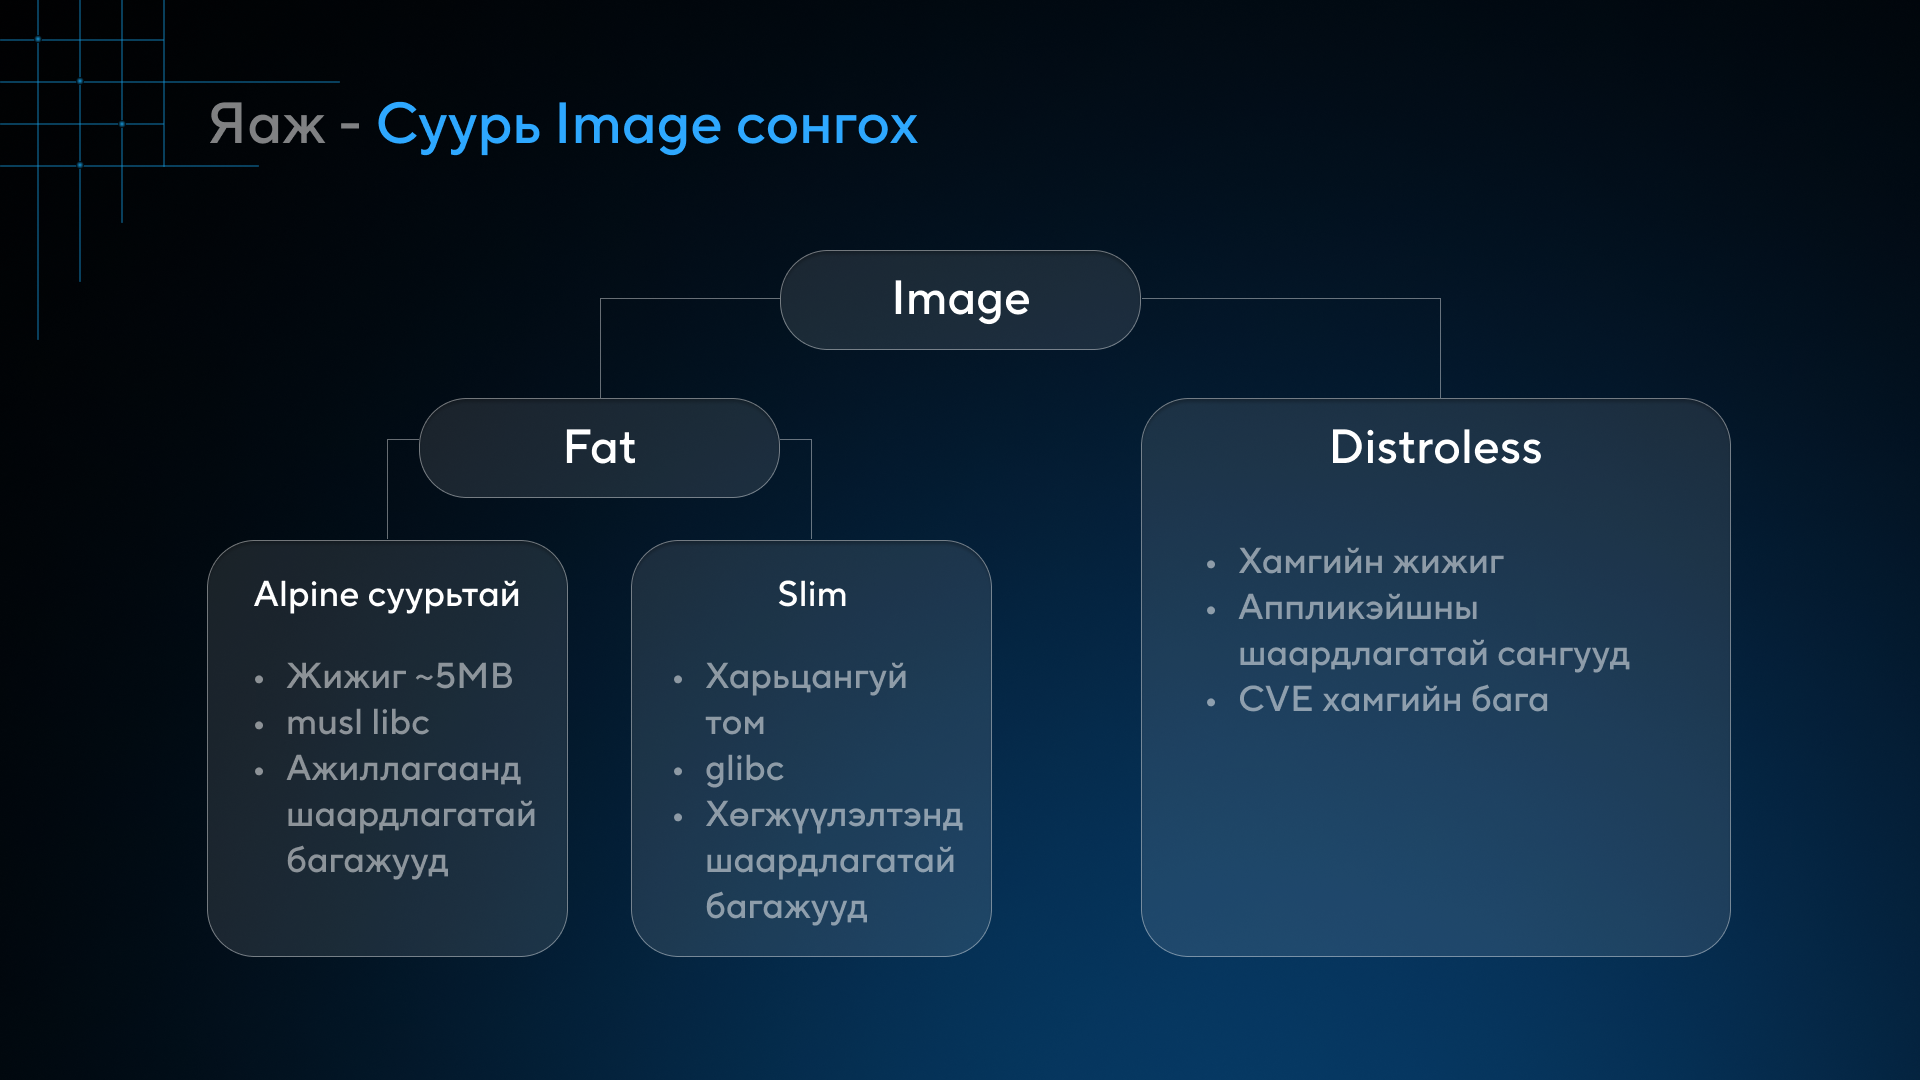 Яаж - Суурь Image сонгох
Image
Fat
Distroless
Alpine суурьтай
• Жижиг ~5MB
• musl libc
• Ажиллагаанд
шаардлагатай
багажууд
Slim
• Харьцангуй
том
• glibc
• Хөгжүүлэлтэнд
шаардлагатай
багажууд
• Хамгийн жижиг
• Аппликэйшны
шаардлагатай сангууд
• CVE хамгийн бага